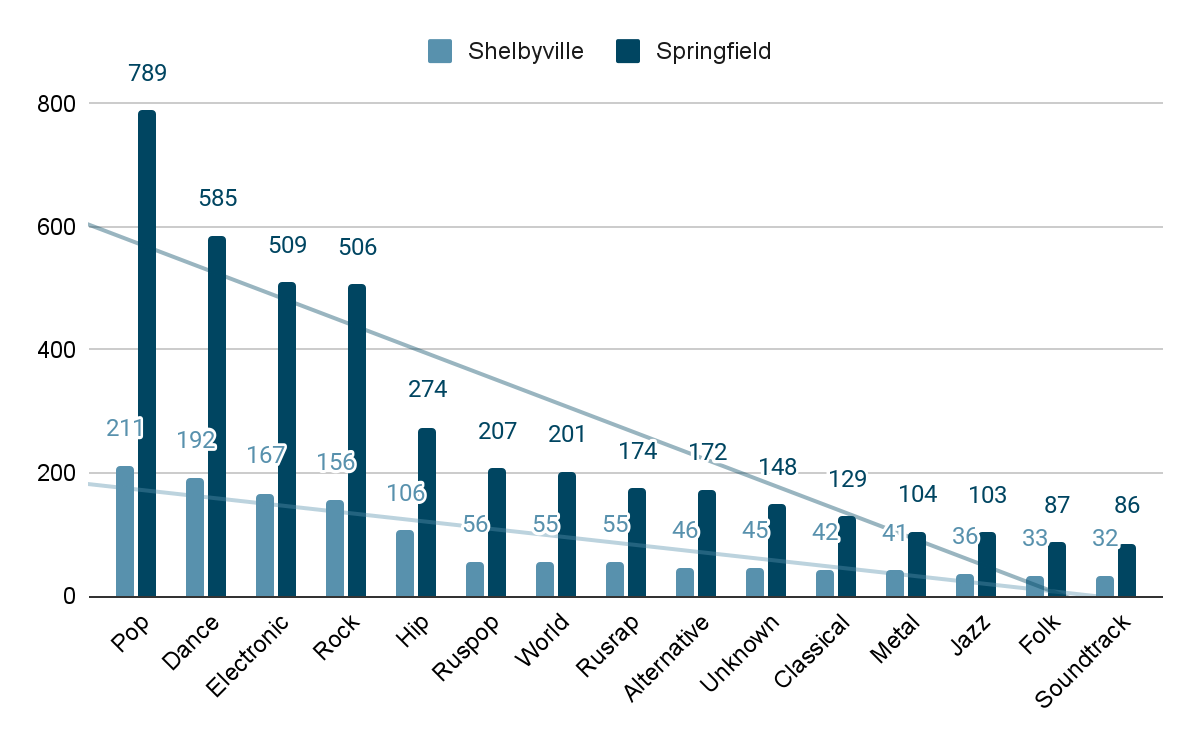 Shelbyville Springfield
789
800
585
600
509 506
400
274
211 192 167 156
207 201 174 172 148 129
200
106 56 55 55 46 45 42 41 36 33 32
104 103 87 86
0
Pop Dance Electronic Rock Hip Ruspop World Rusrap Alternative Unknown Classical Metal Jazz Folk Soundtrack